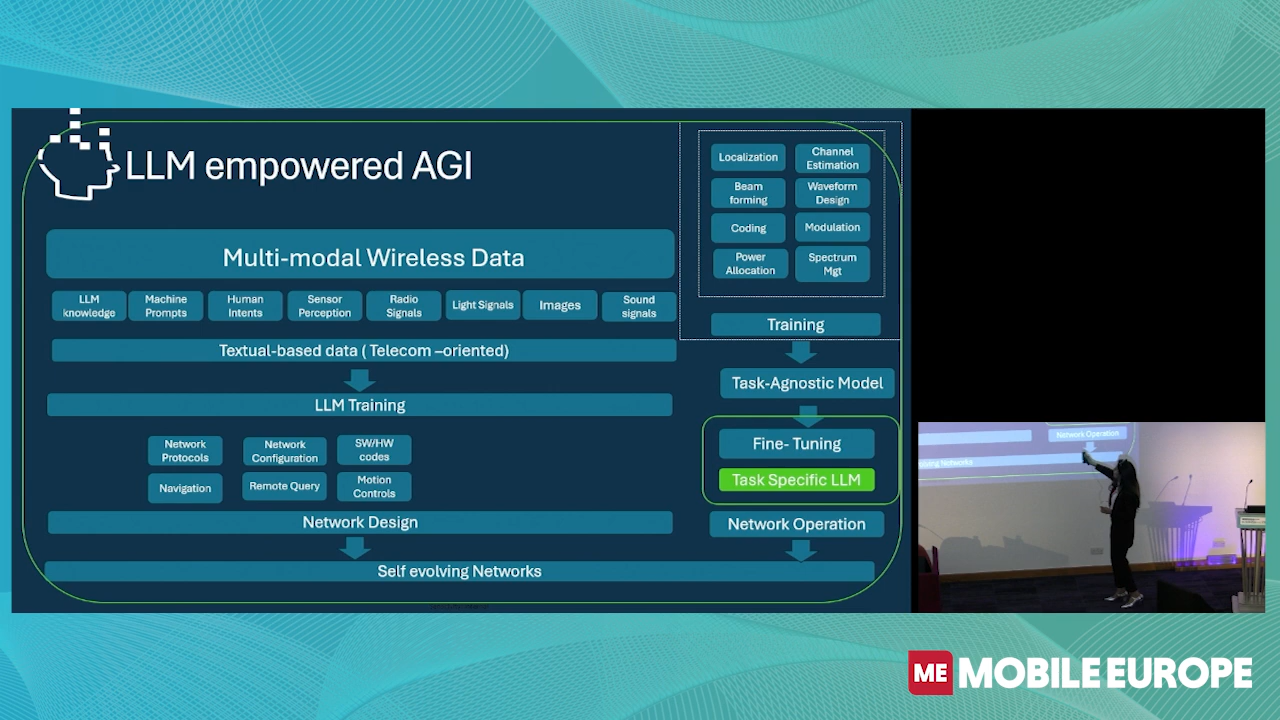 LLM empowered AGI
Multi-modal Wireless Data
LLM
knowledge
Machine
Prompts
Human
Intents
Sensor
Perception
Radio
Signals
Light Signals
Images
Sound
signals
Textual-based data ( Telecom –oriented)
LLM Training
Network
Protocols
Network
Configuration
SW/HW
codes
Navigation
Remote Query
Motion
Controls
Network Design
Self evolving Networks
Localization
Channel
Estimation
Beam
forming
Waveform
Design
Coding
Modulation
Power
Allocation
Spectrum
Mgt
Training
Task-Agnostic Model
Fine- Tuning
Task Specific LLM
Network Operation
Network Operation
olving Networks
ME MOBILE EUROPE